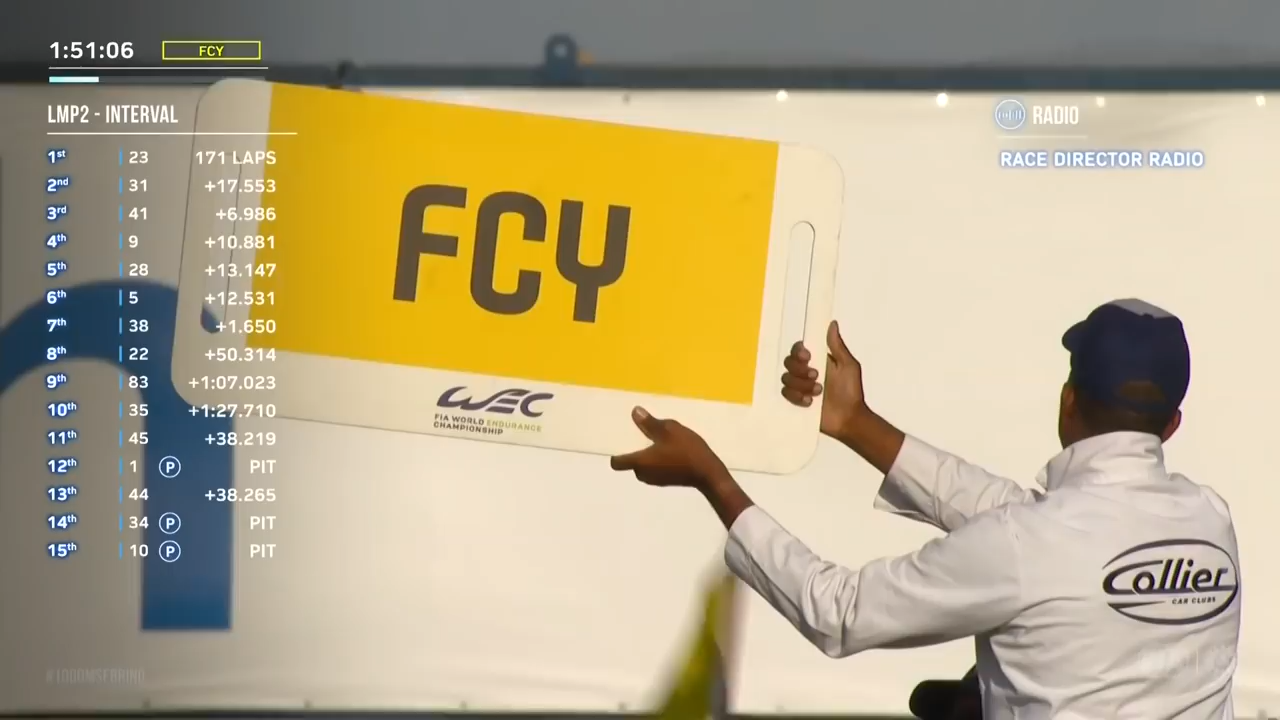 1:51:06 FCY
LMP2 - INTERVAL
1st 23 171 LAPS
2nd 31 +17.553
3rd 41 +6.986
4th 9 +10.881
5th 28 +13.147
6th 5 +12.531
7th 38 +1.650
8th 22 +50.314
9th 83 +1:07.023
10th 35 +1:27.710
11th 45 +38.219
12th 1 P PIT
13th 44 +38.265
14th 34 P PIT
15th 10 P PIT
RADIO
RACE DIRECTOR RADIO
FCY
WEC
FIA WORLD ENDURANCE
CHAMPIONSHIP
Collier
CAR CLUBS
#1000MSEBRING